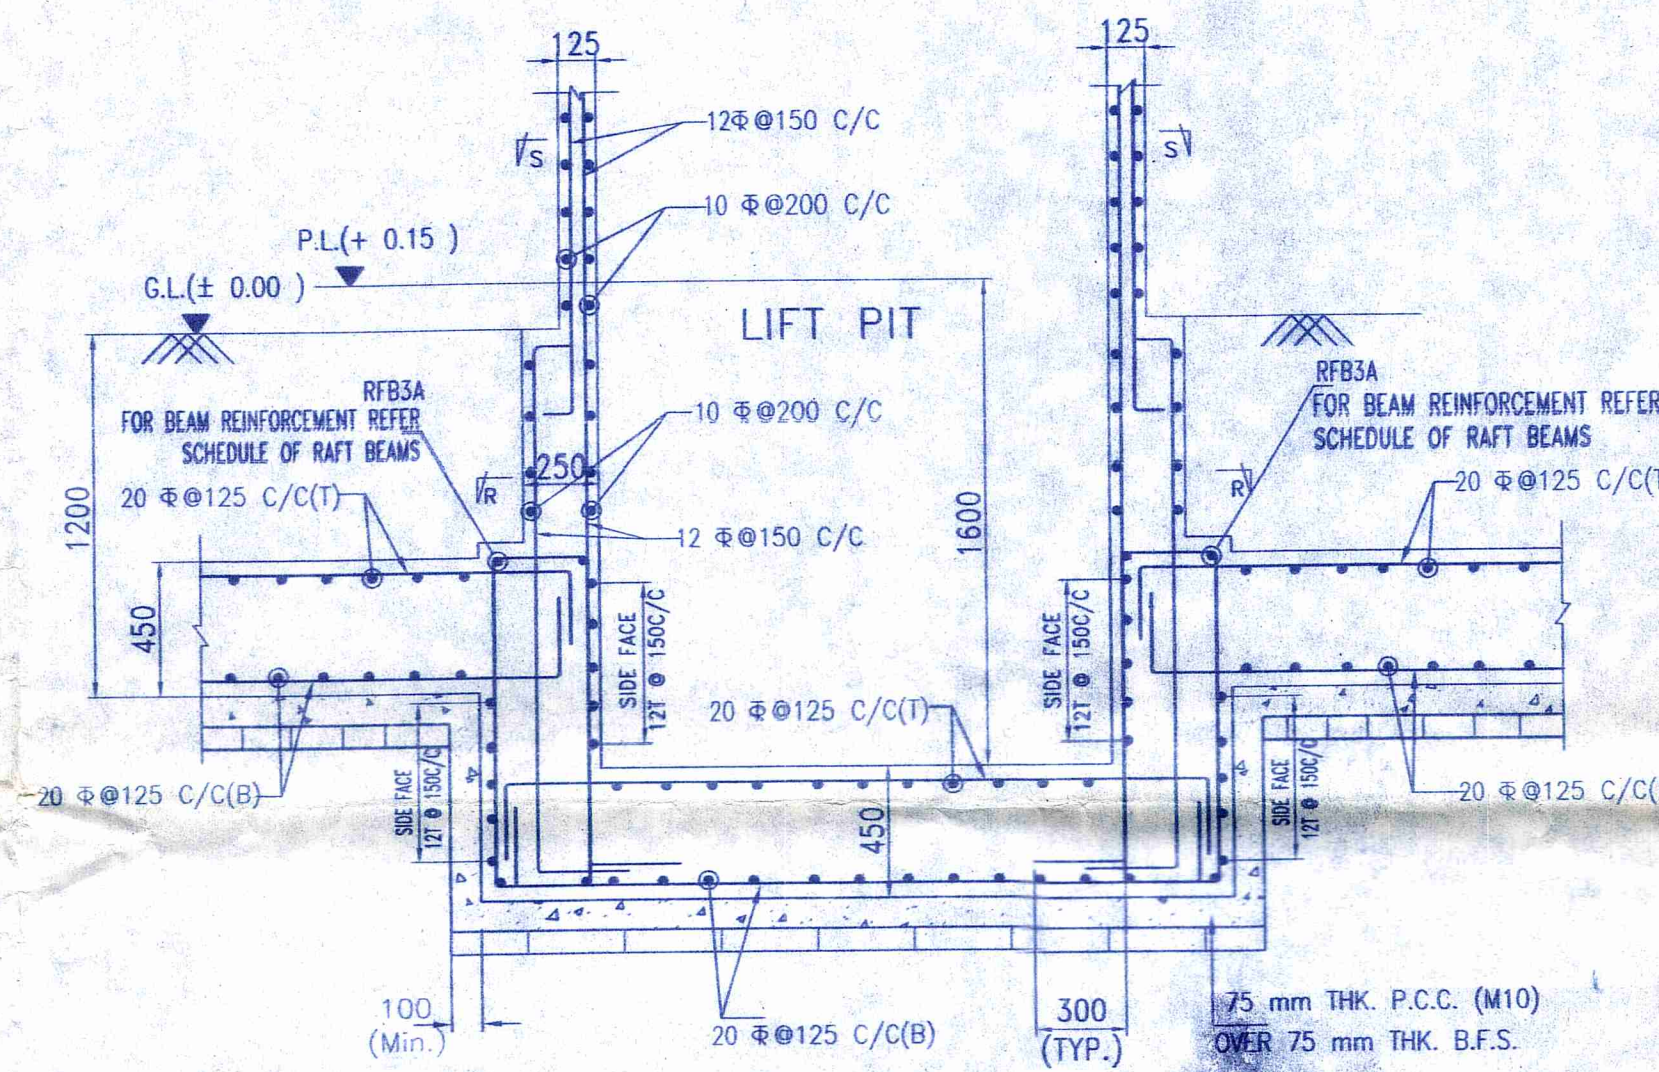 125
125
12Φ@150 C/C
S
S
10 Φ@200 C/C
P.L.(+ 0.15 )
G.L.(± 0.00 )
LIFT PIT
RFB3A
FOR BEAM REINFORCEMENT REFER
SCHEDULE OF RAFT BEAMS
RFB3A
FOR BEAM REINFORCEMENT REFER
SCHEDULE OF RAFT BEAMS
10 Φ@200 C/C
250
R
R
20 Φ@125 C/C(T)
20 Φ@125 C/C(T
1200
12 Φ@150 C/C
1600
450
SIDE FACE
12T @ 150C/C
SIDE FACE
12T @ 150C/C
20 Φ@125 C/C(T)
20 Φ@125 C/C(B)
SIDE FACE
12T @ 150C/C
450
SIDE FACE
12T @ 150C/C
20 Φ@125 C/C(
100
(Min.)
20 Φ@125 C/C(B)
300
(TYP.)
75 mm THK. P.C.C. (M10)
OVER 75 mm THK. B.F.S.